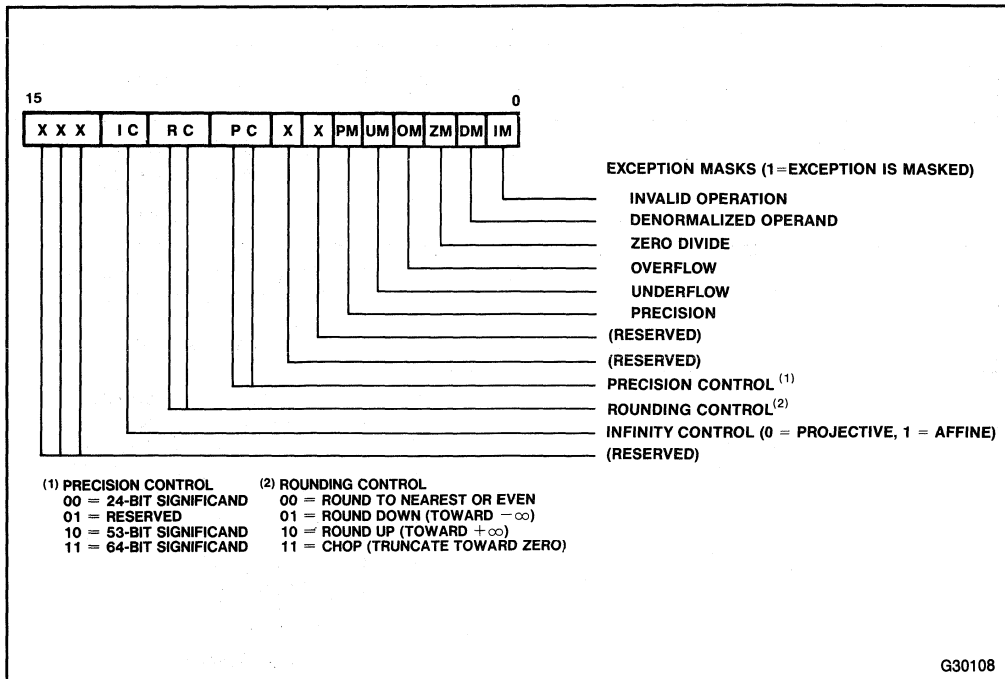 15 0
X X X I C R C P C X X PM UM OM ZM DM IM
EXCEPTION MASKS (1=EXCEPTION IS MASKED)
INVALID OPERATION
DENORMALIZED OPERAND
ZERO DIVIDE
OVERFLOW
UNDERFLOW
PRECISION
(RESERVED)
(RESERVED)
PRECISION CONTROL (1)
ROUNDING CONTROL (2)
INFINITY CONTROL (0 = PROJECTIVE, 1 = AFFINE)
(RESERVED)
(1) PRECISION CONTROL
00 = 24-BIT SIGNIFICAND
01 = RESERVED
10 = 53-BIT SIGNIFICAND
11 = 64-BIT SIGNIFICAND
(2) ROUNDING CONTROL
00 = ROUND TO NEAREST OR EVEN
01 = ROUND DOWN (TOWARD −∞)
10 = ROUND UP (TOWARD +∞)
11 = CHOP (TRUNCATE TOWARD ZERO)
G30108